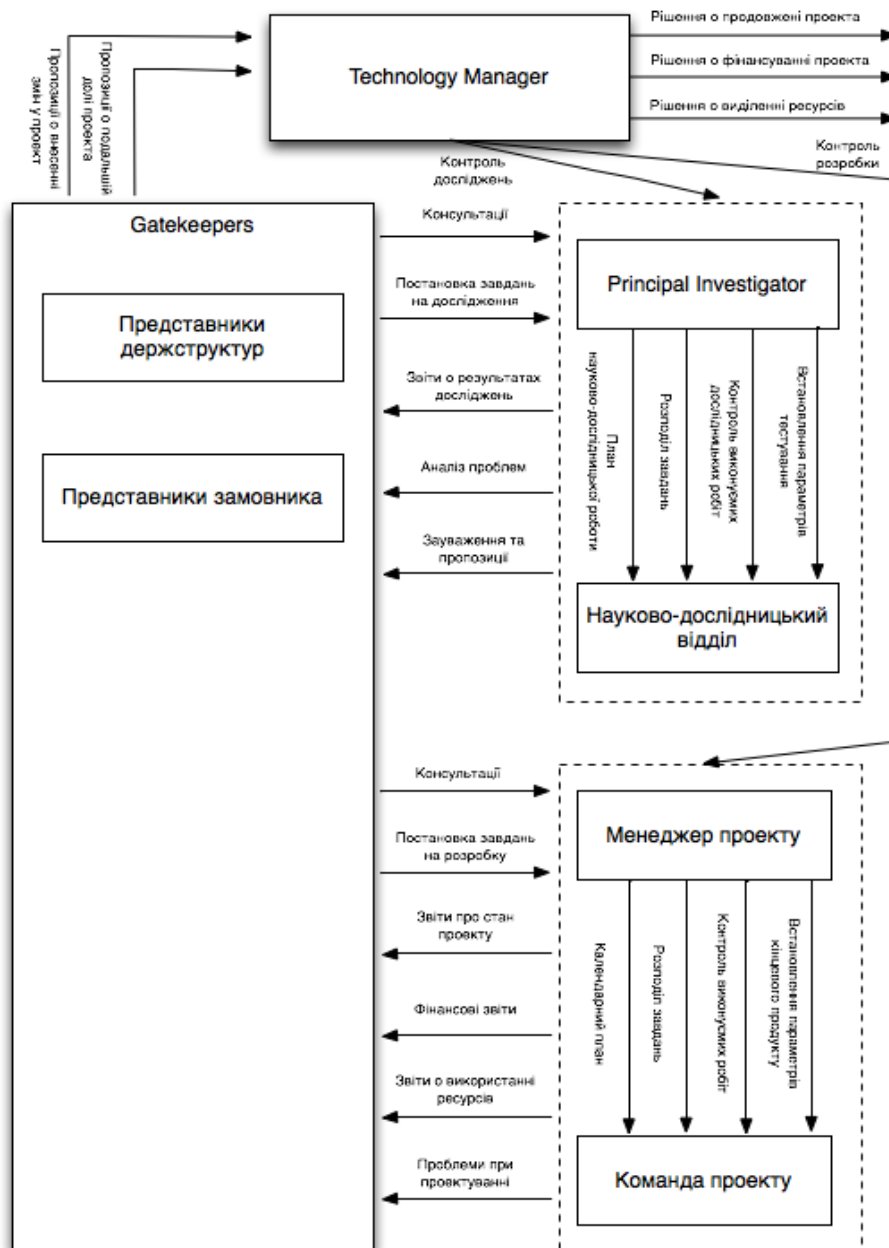 Рішення о продовжені проекта
Technology Manager
Рішення о фінансуванні проекта
Рішення о виділенні ресурсів
Пропозиції о внесенні
змін у проект
Пропозиції о подальшій
долі проекта
Контроль
розробки
Контроль
досліджень
Gatekeepers
Представники
держструктур
Представники замовника
Консультації
Постановка завдань
на дослідження
Звіти о результатах
досліджень
Аналіз проблем
Зауваження та
пропозиції
Principal Investigator
План
науково-дослідницької роботи
Розподіл завдань
Контроль виконуємих
дослідницьких робіт
Встановлення параметрів
тестування
Науково-дослідницький
відділ
Консультації
Постановка завдань
на розробку
Звіти про стан
проекту
Фінансові звіти
Звіти о використанні
ресурсів
Проблеми при
проектуванні
Менеджер проекту
Календарний план
Розподіл завдань
Контроль виконуємих робіт
Встановлення параметрів
кінцевого продукту
Команда проекту